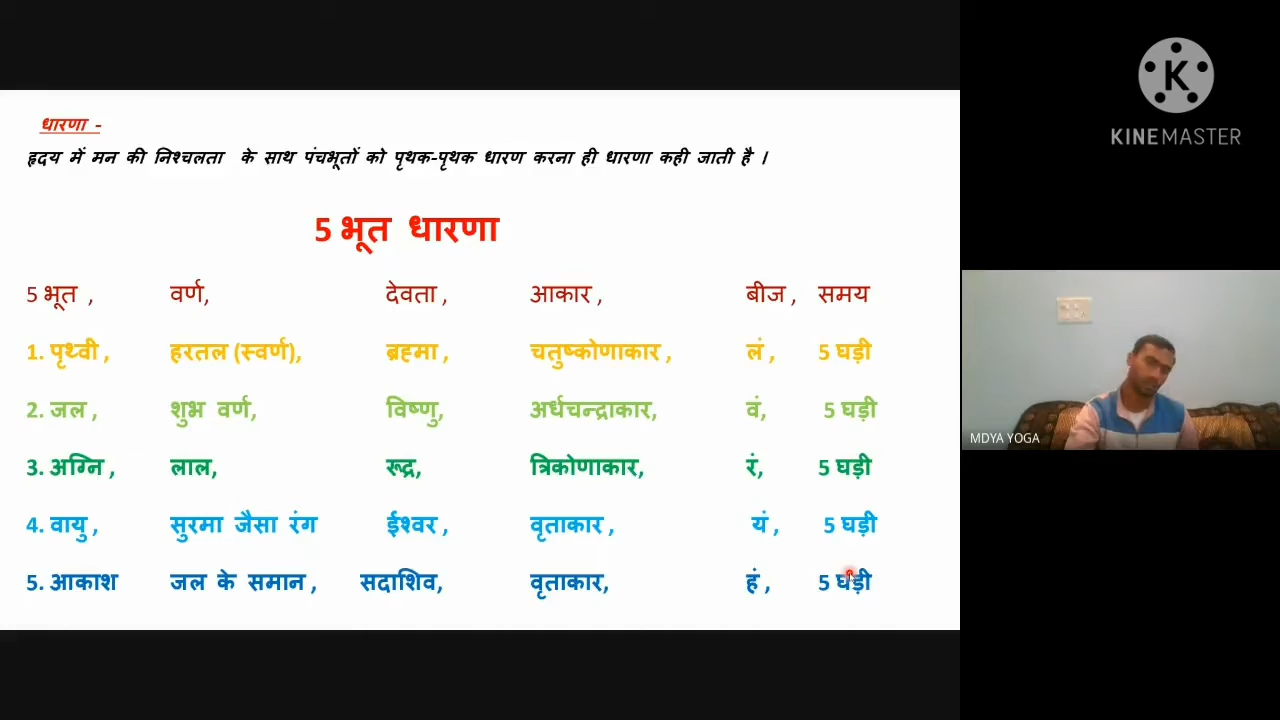 धारणा -
हृदय में मन की निश्चलता के साथ पंचभूतों को पृथक-पृथक धारण करना ही धारणा कही जाती है ।
5 भूत धारणा
5 भूत , वर्ण, देवता , आकार , बीज , समय
1. पृथ्वी , हरतल (स्वर्ण), ब्रह्मा , चतुष्कोणाकार , लं , 5 घड़ी
2. जल , शुभ वर्ण, विष्णु, अर्धचन्द्राकार, वं, 5 घड़ी
3. अग्नि , लाल, रूद्र, त्रिकोणाकार, रं, 5 घड़ी
4. वायु , सुरमा जैसा रंग ईश्वर , वृताकार , यं , 5 घड़ी
5. आकाश जल के समान , सदाशिव, वृताकार, हं , 5 घड़ी
K
KINEMASTER
MDYA YOGA